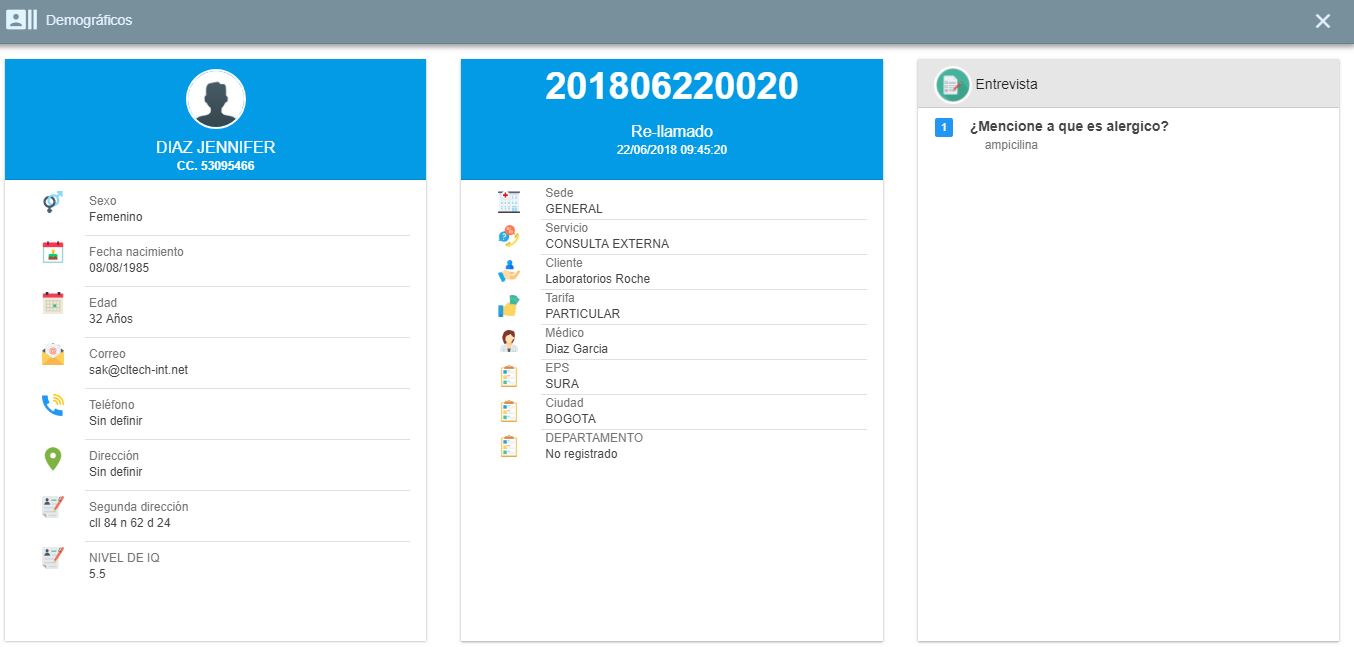 Demográficos
DIAZ JENNIFER
CC. 53095466
Sexo
Femenino
Fecha nacimiento
08/08/1985
Edad
32 Años
Correo
sak@cltech-int.net
Teléfono
Sin definir
Dirección
Sin definir
Segunda dirección
cll 84 n 62 d 24
NIVEL DE IQ
5.5
201806220020
Re-llamado
22/06/2018 09:45:20
Sede
GENERAL
Servicio
CONSULTA EXTERNA
Cliente
Laboratorios Roche
Tarifa
PARTICULAR
Médico
Diaz Garcia
EPS
SURA
Ciudad
BOGOTA
DEPARTAMENTO
No registrado
Entrevista
1 ¿Mencione a que es alergico?
ampicilina